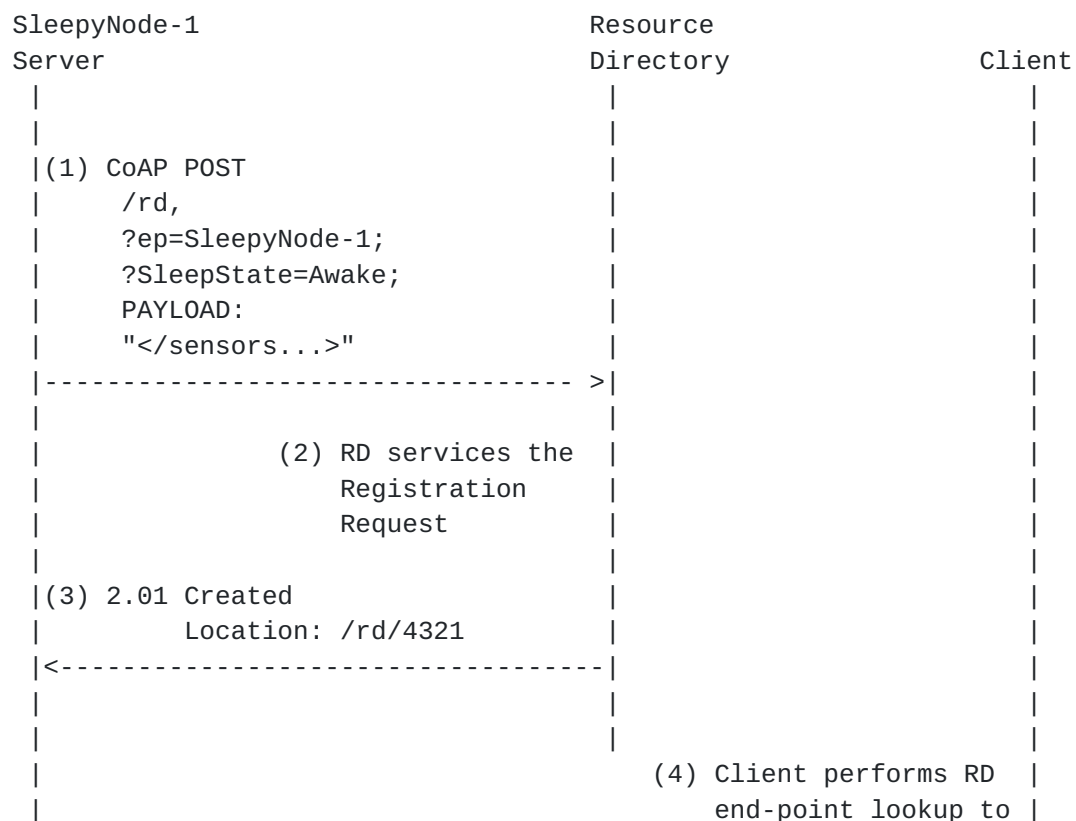 SleepyNode-1 Resource
Server Directory Client
| | |
| | |
|(1) CoAP POST | |
| /rd, | |
| ?ep=SleepyNode-1; | |
| ?SleepState=Awake; | |
| PAYLOAD: | |
| "</sensors...>" | |
|---------------------------------- >| |
| | |
| (2) RD services the | |
| Registration | |
| Request | |
| | |
|(3) 2.01 Created | |
| Location: /rd/4321 | |
|<-----------------------------------| |
| | |
| | |
| (4) Client performs RD |
| end-point lookup to |